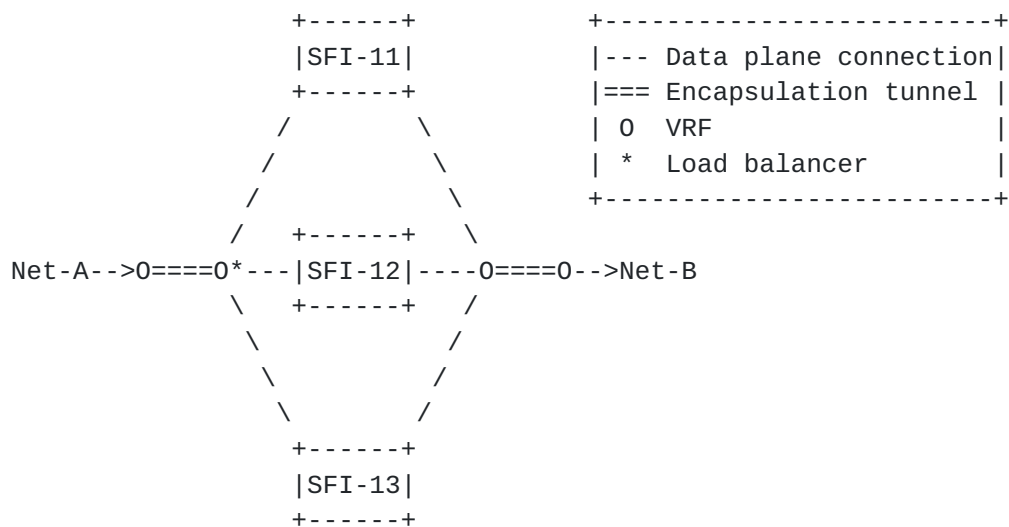 +------+            +-------------------------+
|SFI-11|            |--- Data plane connection|
+------+            |=== Encapsulation tunnel |
/        \          | O  VRF                  |
/          \         | *  Load balancer        |
/            \        +-------------------------+
/   +------+   \
Net-A-->O====O*---|SFI-12|----O====O-->Net-B
\   +------+   /
\            /
\          /
\        /
+------+
|SFI-13|
+------+